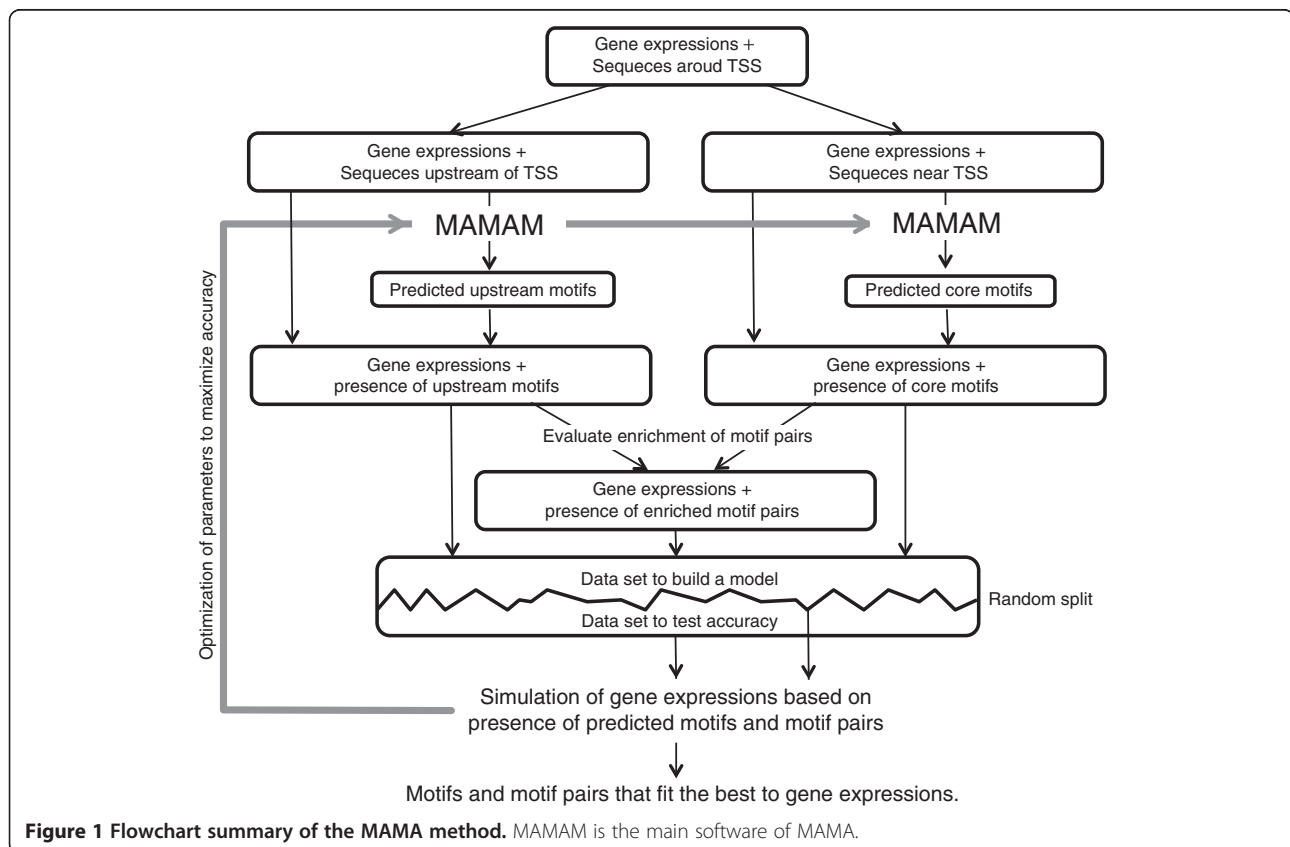 Gene expressions +
Sequeces aroud TSS
Gene expressions +
Sequeces upstream of TSS
Gene expressions +
Sequeces near TSS
MAMAM
MAMAM
Predicted upstream motifs
Predicted core motifs
Optimization of parameters to maximize accuracy
Gene expressions +
presence of upstream motifs
Gene expressions +
presence of core motifs
Evaluate enrichment of motif pairs
Gene expressions +
presence of enriched motif pairs
Data set to build a model
Random split
Data set to test accuracy
Simulation of gene expressions based on
presence of predicted motifs and motif pairs
Motifs and motif pairs that fit the best to gene expressions.
Figure 1 Flowchart summary of the MAMA method. MAMAM is the main software of MAMA.